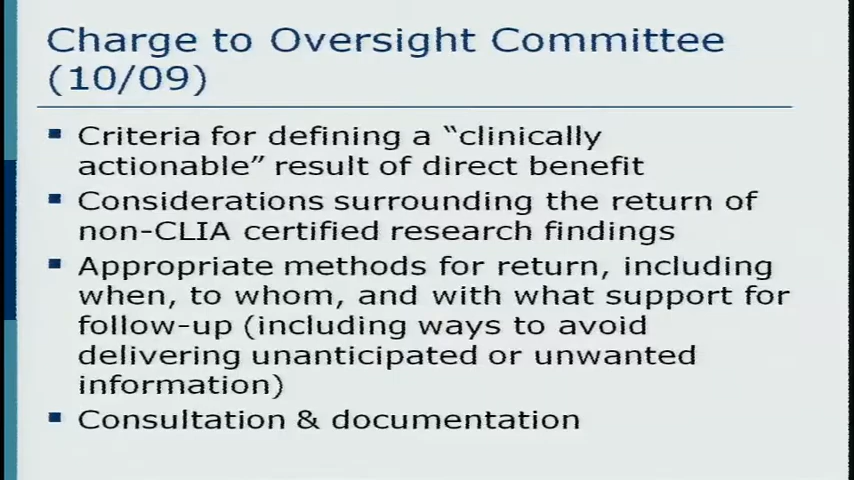 Charge to Oversight Committee
(10/09)
▪ Criteria for defining a “clinically
actionable” result of direct benefit
▪ Considerations surrounding the return of
non-CLIA certified research findings
▪ Appropriate methods for return, including
when, to whom, and with what support for
follow-up (including ways to avoid
delivering unanticipated or unwanted
information)
▪ Consultation & documentation